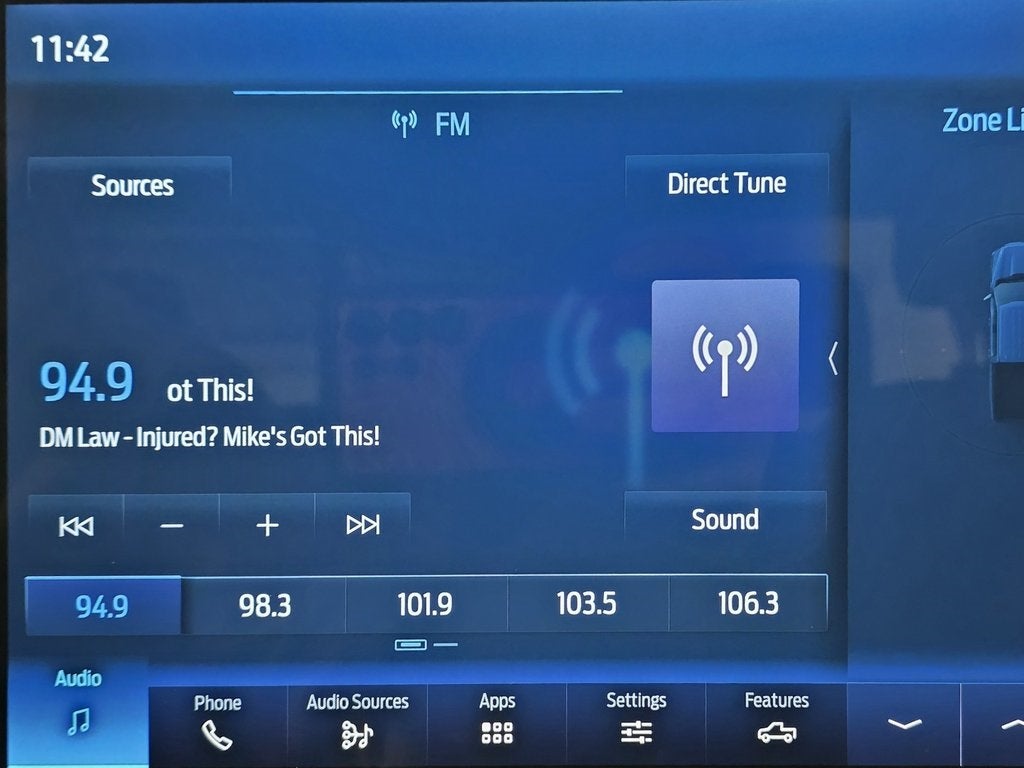 11:42
FM
Zone Li
Sources
Direct Tune
94.9 ot This!
DM Law - Injured? Mike's Got This!
Sound
94.9 98.3 101.9 103.5 106.3
Audio Phone Audio Sources Apps Settings Features